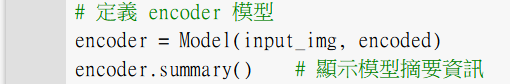 # 定義 encoder 模型
encoder = Model(input_img, encoded)
encoder.summary()    # 顯示模型摘要資訊